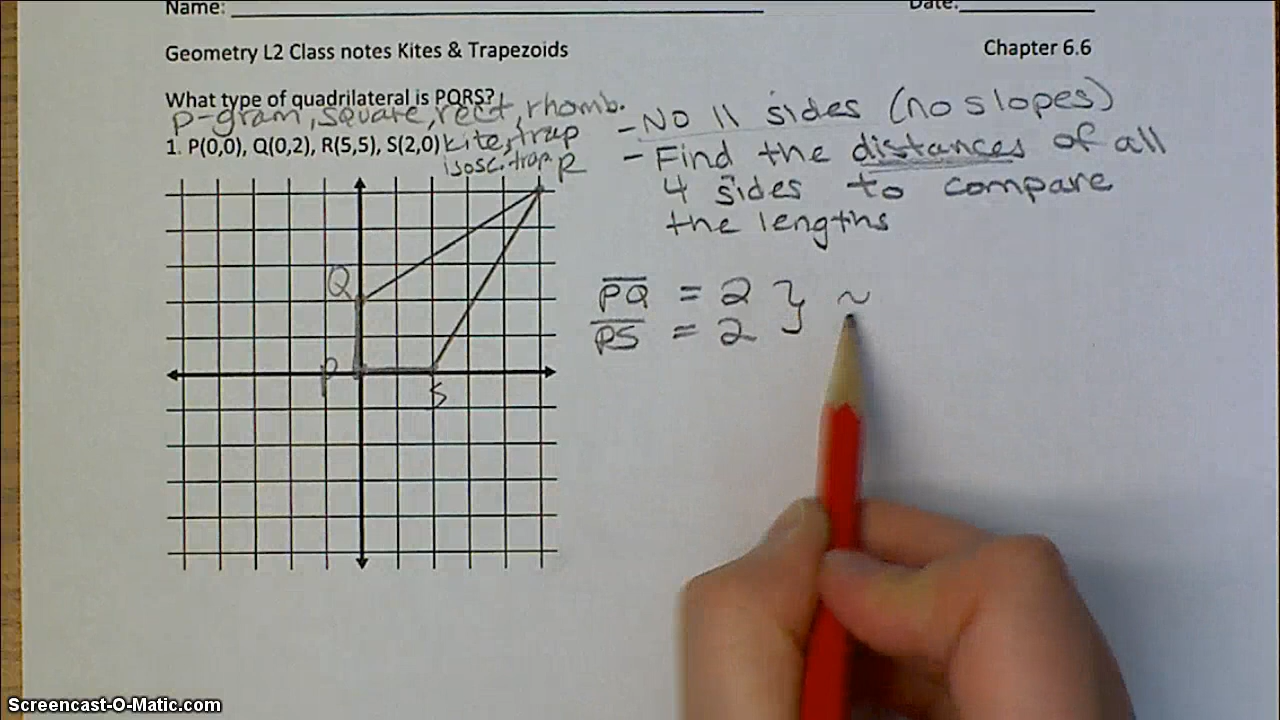 Name:
Date:
Geometry L2 Class notes Kites & Trapezoids
Chapter 6.6
What type of quadrilateral is PQRS?
p-gram, square, rect, rhomb.
1. P(0,0), Q(0,2), R(5,5), S(2,0) kite, trap
isosc. trap
- No || sides (no slopes)
- Find the distances of all
4 sides to compare
the lengths
R
Q
P
S
PQ = 2 } ~
PS = 2
Screencast-O-Matic.com